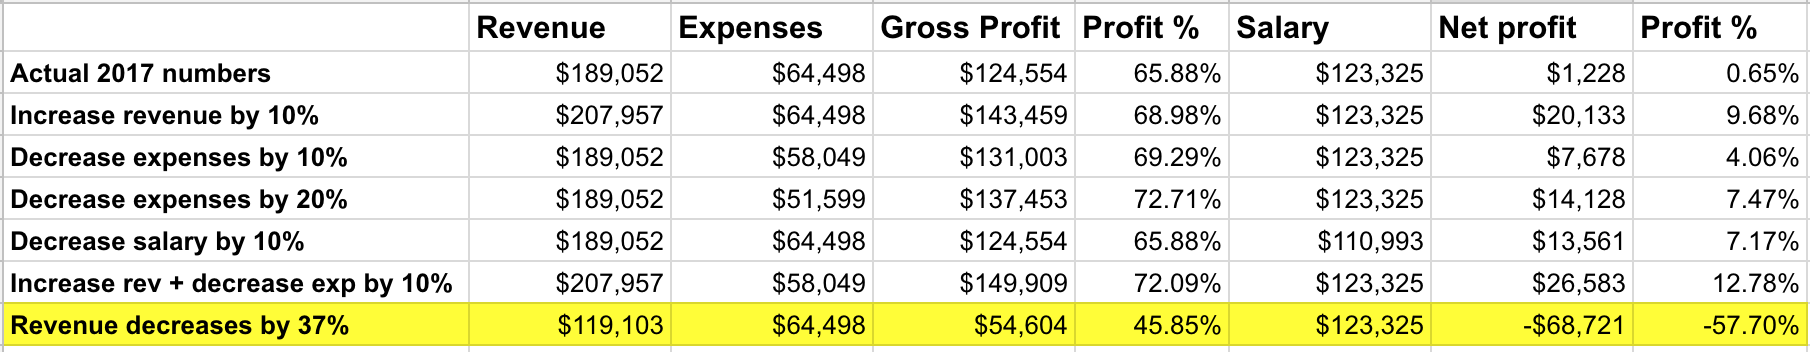 Revenue Expenses Gross Profit Profit % Salary Net profit Profit %
Actual 2017 numbers $189,052 $64,498 $124,554 65.88% $123,325 $1,228 0.65%
Increase revenue by 10% $207,957 $64,498 $143,459 68.98% $123,325 $20,133 9.68%
Decrease expenses by 10% $189,052 $58,049 $131,003 69.29% $123,325 $7,678 4.06%
Decrease expenses by 20% $189,052 $51,599 $137,453 72.71% $123,325 $14,128 7.47%
Decrease salary by 10% $189,052 $64,498 $124,554 65.88% $110,993 $13,561 7.17%
Increase rev + decrease exp by 10% $207,957 $58,049 $149,909 72.09% $123,325 $26,583 12.78%
Revenue decreases by 37% $119,103 $64,498 $54,604 45.85% $123,325 -$68,721 -57.70%